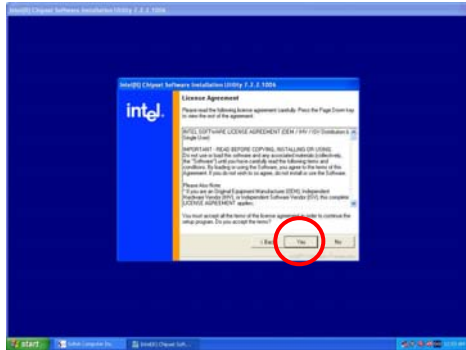 Intel(R) Chipset Software Installation Utility 7.2.2.1006
Intel(R) Chipset Software Installation Utility 7.2.2.1006
intel.
License Agreement
Please read the following license agreement carefully. Press the Page Down key
to view the rest of the agreement.
INTEL SOFTWARE LICENSE AGREEMENT (OEM / IHV / ISV Distribution &
Single User)
IMPORTANT - READ BEFORE COPYING, INSTALLING OR USING.
Do not use or load this software and any associated materials (collectively,
the "Software") until you have carefully read the following terms and
conditions. By loading or using the Software, you agree to the terms of this
Agreement. If you do not wish to so agree, do not install or use the Software.
Please Also Note:
* If you are an Original Equipment Manufacturer (OEM), Independent
Hardware Vendor (IHV), or Independent Software Vendor (ISV), this complete
LICENSE AGREEMENT applies;
You must accept all the terms of the license agreement in order to continue the
setup program. Do you accept the terms?
< Back
Yes
No
start
Intel(R) Chipset Soft...